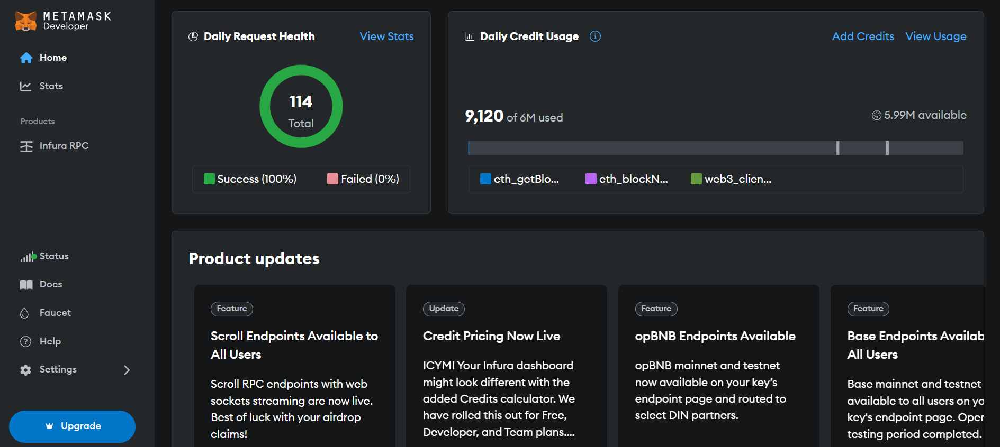 METAMASK
Developer
Home
Stats
Products
Infura RPC
Status
Docs
Faucet
Help
Settings
Upgrade
Daily Request Health
View Stats
114
Total
Success (100%)
Failed (0%)
Daily Credit Usage
Add Credits
View Usage
9,120 of 6M used
5.99M available
eth_getBlo...
eth_blockN...
web3_clien...
Product updates
Feature
Scroll Endpoints Available to
All Users
Scroll RPC endpoints with web
sockets streaming are now live.
Best of luck with your airdrop
claims!
Update
Credit Pricing Now Live
ICYMI Your Infura dashboard
might look different with the
added Credits calculator. We
have rolled this out for Free,
Developer, and Team plans....
Feature
opBNB Endpoints Available
opBNB mainnet and testnet
now available on your key’s
endpoint page and routed to
select DIN partners.
Feature
Base Endpoints Availab
All Users
Base mainnet and testnet
available to all users on yo
key's endpoint page. Oper
testing period completed.